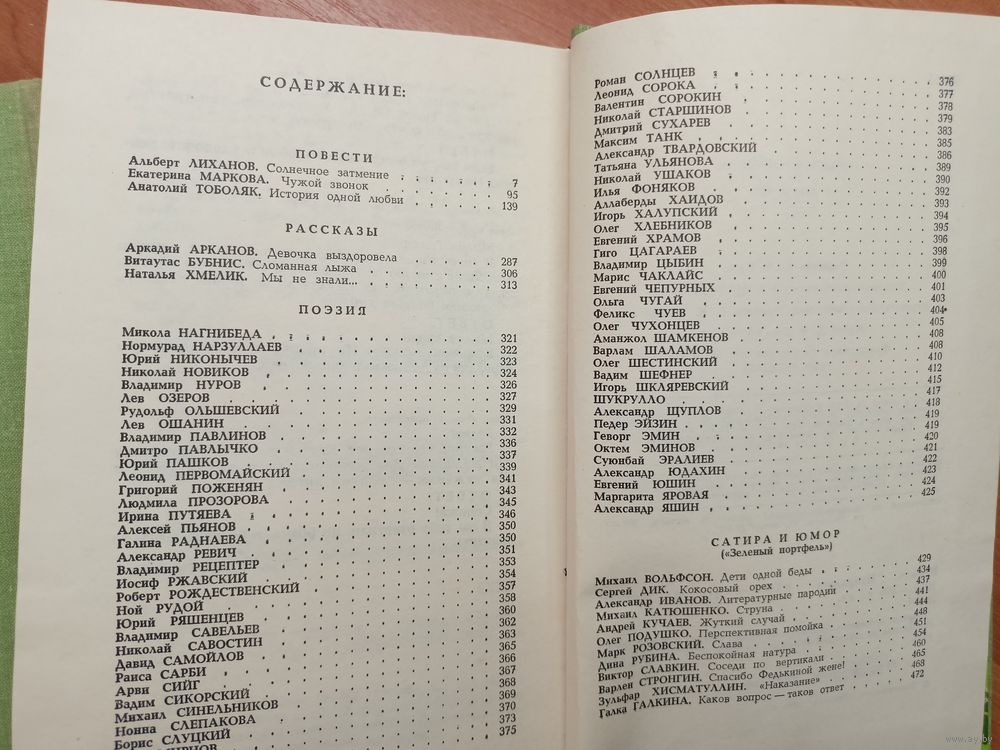 СОДЕРЖАНИЕ:
ПОВЕСТИ
Альберт ЛИХАНОВ. Солнечное затмение . . . . . . 7
Екатерина МАРКОВА. Чужой звонок . . . . . . 95
Анатолий ТОБОЛЯК. История одной любви . . . . . 139
РАССКАЗЫ
Аркадий АРКАНОВ. Девочка выздоровела . . . . . 287
Витаутас БУБНИС. Сломанная лыжа . . . . . . 306
Наталья ХМЕЛИК. Мы не знали... . . . . . . 313
ПОЭЗИЯ
Микола НАГНИБЕДА . . . . . . 321
Нормурад НАРЗУЛЛАЕВ . . . . . . 322
Юрий НИКОНЫЧЕВ . . . . . . 323
Николай НОВИКОВ . . . . . . 324
Владимир НУРОВ . . . . . . 326
Лев ОЗЕРОВ . . . . . . 327
Рудольф ОЛЬШЕВСКИЙ . . . . . . 329
Лев ОШАНИН . . . . . . 331
Владимир ПАВЛИНОВ . . . . . . 332
Дмитро ПАВЛЫЧКО . . . . . . 336
Юрий ПАШКОВ . . . . . . 337
Леонид ПЕРВОМАЙСКИЙ . . . . . . 339
Григорий ПОЖЕНЯН . . . . . . 341
Людмила ПРОЗОРОВА . . . . . . 343
Ирина ПУТЯЕВА . . . . . . 345
Алексей ПЬЯНОВ . . . . . . 346
Галина РАДНАЕВА . . . . . . 350
Александр РЕВИЧ . . . . . . 350
Владимир РЕЦЕПТЕР . . . . . . 351
Иосиф РЖАВСКИЙ . . . . . . 353
Роберт РОЖДЕСТВЕНСКИЙ . . . . . . 354
Ной РУДОЙ . . . . . . 357
Юрий РЯШЕНЦЕВ . . . . . . 358
Владимир САВЕЛЬЕВ . . . . . . 360
Николай САВОСТИН . . . . . . 362
Давид САМОЙЛОВ . . . . . . 363
Раиса САРБИ . . . . . . 365
Арви СИЙГ . . . . . . 366
Вадим СИКОРСКИЙ . . . . . . 367
Михаил СИНЕЛЬНИКОВ . . . . . . 368
Нонна СЛЕПАКОВА . . . . . . 369
Борис СЛУЦКИЙ . . . . . . 370
373
375
Роман СОЛНЦЕВ . . . . . . 376
Леонид СОРОКА . . . . . . 377
Валентин СОРОКИН . . . . . . 378
Николай СТАРШИНОВ . . . . . . 379
Дмитрий СУХАРЕВ . . . . . . 383
Максим ТАНК . . . . . . 385
Александр ТВАРДОВСКИЙ . . . . . . 386
Татьяна УЛЬЯНОВА . . . . . . 389
Николай УШАКОВ . . . . . . 390
Илья ФОНЯКОВ . . . . . . 392
Аллаберды ХАИДОВ . . . . . . 393
Игорь ХАЛУПСКИЙ . . . . . . 394
Олег ХЛЕБНИКОВ . . . . . . 395
Евгений ХРАМОВ . . . . . . 396
Гиго ЦАГАРАЕВ . . . . . . 398
Владимир ЦЫБИН . . . . . . 399
Марис ЧАКЛАЙС . . . . . . 400
Евгений ЧЕПУРНЫХ . . . . . . 401
Ольга ЧУГАЙ . . . . . . 403
Феликс ЧУЕВ . . . . . . 404
Олег ЧУХОНЦЕВ . . . . . . 405
Аманжол ШАМКЕНОВ . . . . . . 408
Варлам ШАЛАМОВ . . . . . . 408
Олег ШЕСТИНСКИЙ . . . . . . 410
Вадим ШЕФНЕР . . . . . . 412
Игорь ШКЛЯРЕВСКИЙ . . . . . . 415
ШУКРУЛЛО . . . . . . 417
Александр ЩУПЛОВ . . . . . . 418
Педер ЭЙЗИН . . . . . . 419
Геворг ЭМИН . . . . . . 419
Октем ЭМИНОВ . . . . . . 420
Суюнбай ЭРАЛИЕВ . . . . . . 421
Александр ЮДАХИН . . . . . . 422
Евгений ЮШИН . . . . . . 423
Маргарита ЯРОВАЯ . . . . . . 424
Александр ЯШИН . . . . . . 425
САТИРА И ЮМОР
(«Зеленый портфель»)
Михаил ВОЛЬФСОН. Дети одной беды . . . . . 429
Сергей ДИК. Кокосовый орех . . . . . 434
Александр ИВАНОВ. Литературные пародии . . . . . 437
Михаил КАТЮШЕНКО. Струна . . . . . 441
Андрей КУЧАЕВ. Жуткий случай . . . . . 444
Олег ПОДУШКО. Перспективная помойка . . . . . 448
Марк РОЗОВСКИЙ. Слава . . . . . 451
Дина РУБИНА. Беспокойная натура . . . . . 454
Виктор СЛАВКИН. Соседи по вертикали . . . . . 460
Варлен СТРОНГИН. Спасибо Федькиной жене! . . . . . 465
Зульфар ХИСМАТУЛЛИН. «Наказание» . . . . . 468
Галка ГАЛКИНА. Каков вопрос — таков ответ . . . . . 472
www.ay.by